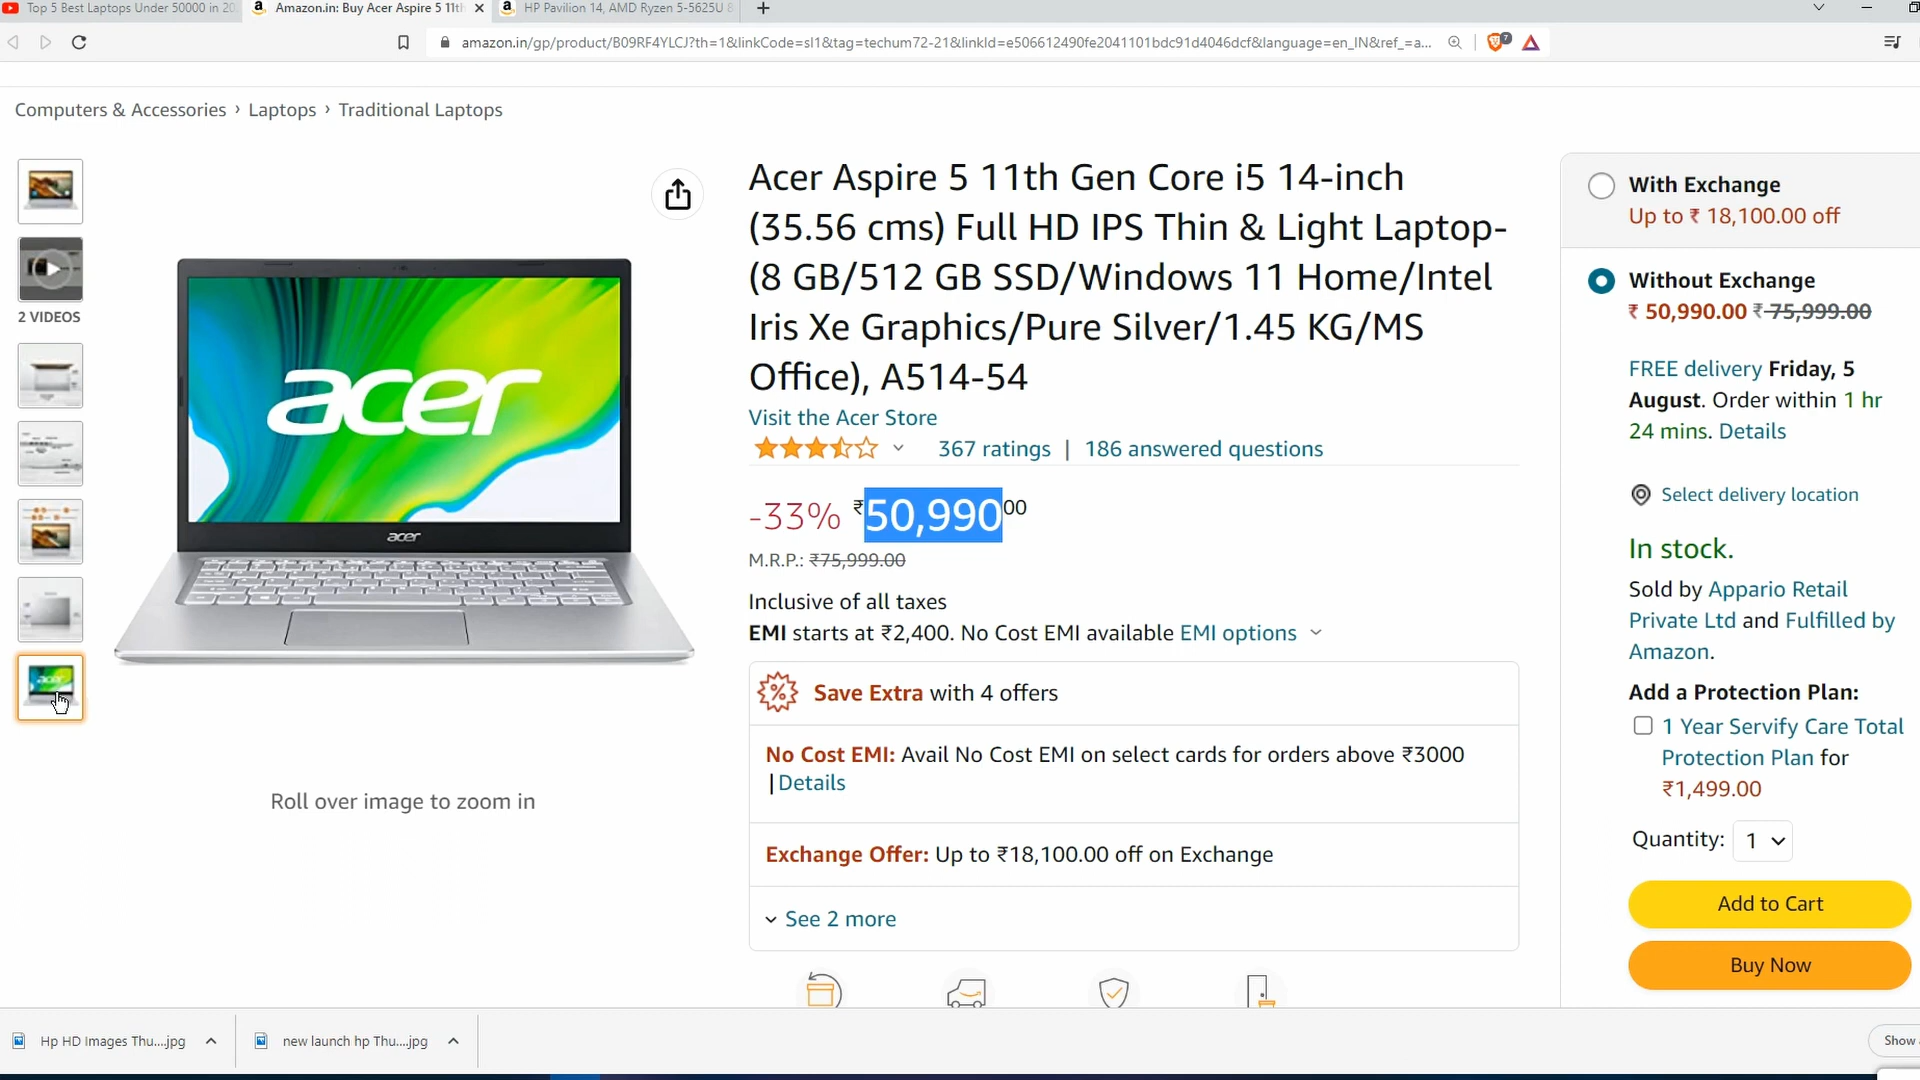 Top 5 Best Laptops Under 50000 in 20
Amazon.in: Buy Acer Aspire 5 11th
HP Pavilion 14, AMD Ryzen 5-5625U 8
amazon.in/gp/product/B09RF4YLCJ?th=1&linkCode=sl1&tag=techum72-21&linkId=e506612490fe2041101bdc91d4046dcf&language=en_IN&ref_=a...
7
Computers & Accessories › Laptops › Traditional Laptops
2 VIDEOS
acer
acer
Roll over image to zoom in
Acer Aspire 5 11th Gen Core i5 14-inch
(35.56 cms) Full HD IPS Thin & Light Laptop-
(8 GB/512 GB SSD/Windows 11 Home/Intel
Iris Xe Graphics/Pure Silver/1.45 KG/MS
Office), A514-54
Visit the Acer Store
367 ratings | 186 answered questions
-33% ₹50,99000
M.R.P.: ₹75,999.00
Inclusive of all taxes
EMI starts at ₹2,400. No Cost EMI available EMI options
Save Extra with 4 offers
No Cost EMI: Avail No Cost EMI on select cards for orders above ₹3000
|Details
Exchange Offer: Up to ₹18,100.00 off on Exchange
See 2 more
With Exchange
Up to ₹ 18,100.00 off
Without Exchange
₹ 50,990.00 ₹ 75,999.00
FREE delivery Friday, 5
August. Order within 1 hr
24 mins. Details
Select delivery location
In stock.
Sold by Appario Retail
Private Ltd and Fulfilled by
Amazon.
Add a Protection Plan:
1 Year Servify Care Total
Protection Plan for
₹1,499.00
Quantity: 1
Add to Cart
Buy Now
Hp HD Images Thu....jpg
new launch hp Thu....jpg
Show